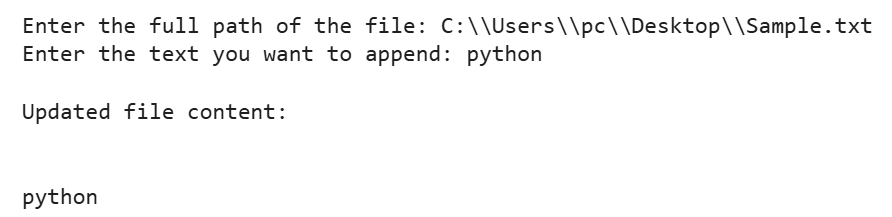 Enter the full path of the file: C:\\Users\\pc\\Desktop\\Sample.txt
Enter the text you want to append: python
Updated file content:
python